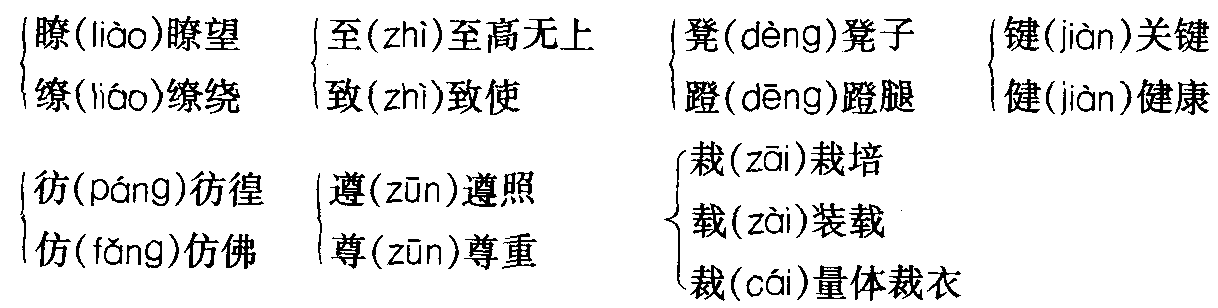 瞭(liào)瞭望 至(zhì)至高无上 凳(dèng)凳子 键(jiàn)关键
缭(liáo)缭绕 致(zhì)致使 蹬(dēng)蹬腿 健(jiàn)健康
彷(páng)彷徨 遵(zūn)遵照 栽(zāi)栽培
仿(fǎng)仿佛 尊(zūn)尊重 载(zài)装载
裁(cái)量体裁衣